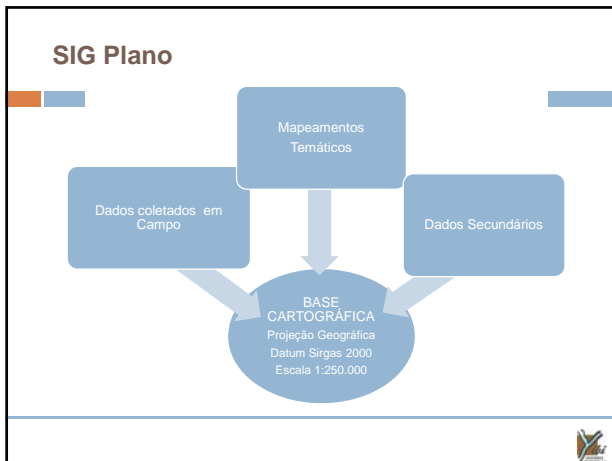 SIG Plano
Mapeamentos
Temáticos
Dados coletados em
Campo
Dados Secundários
BASE
CARTOGRÁFICA
Projeção Geográfica
Datum Sirgas 2000
Escala 1:250.000